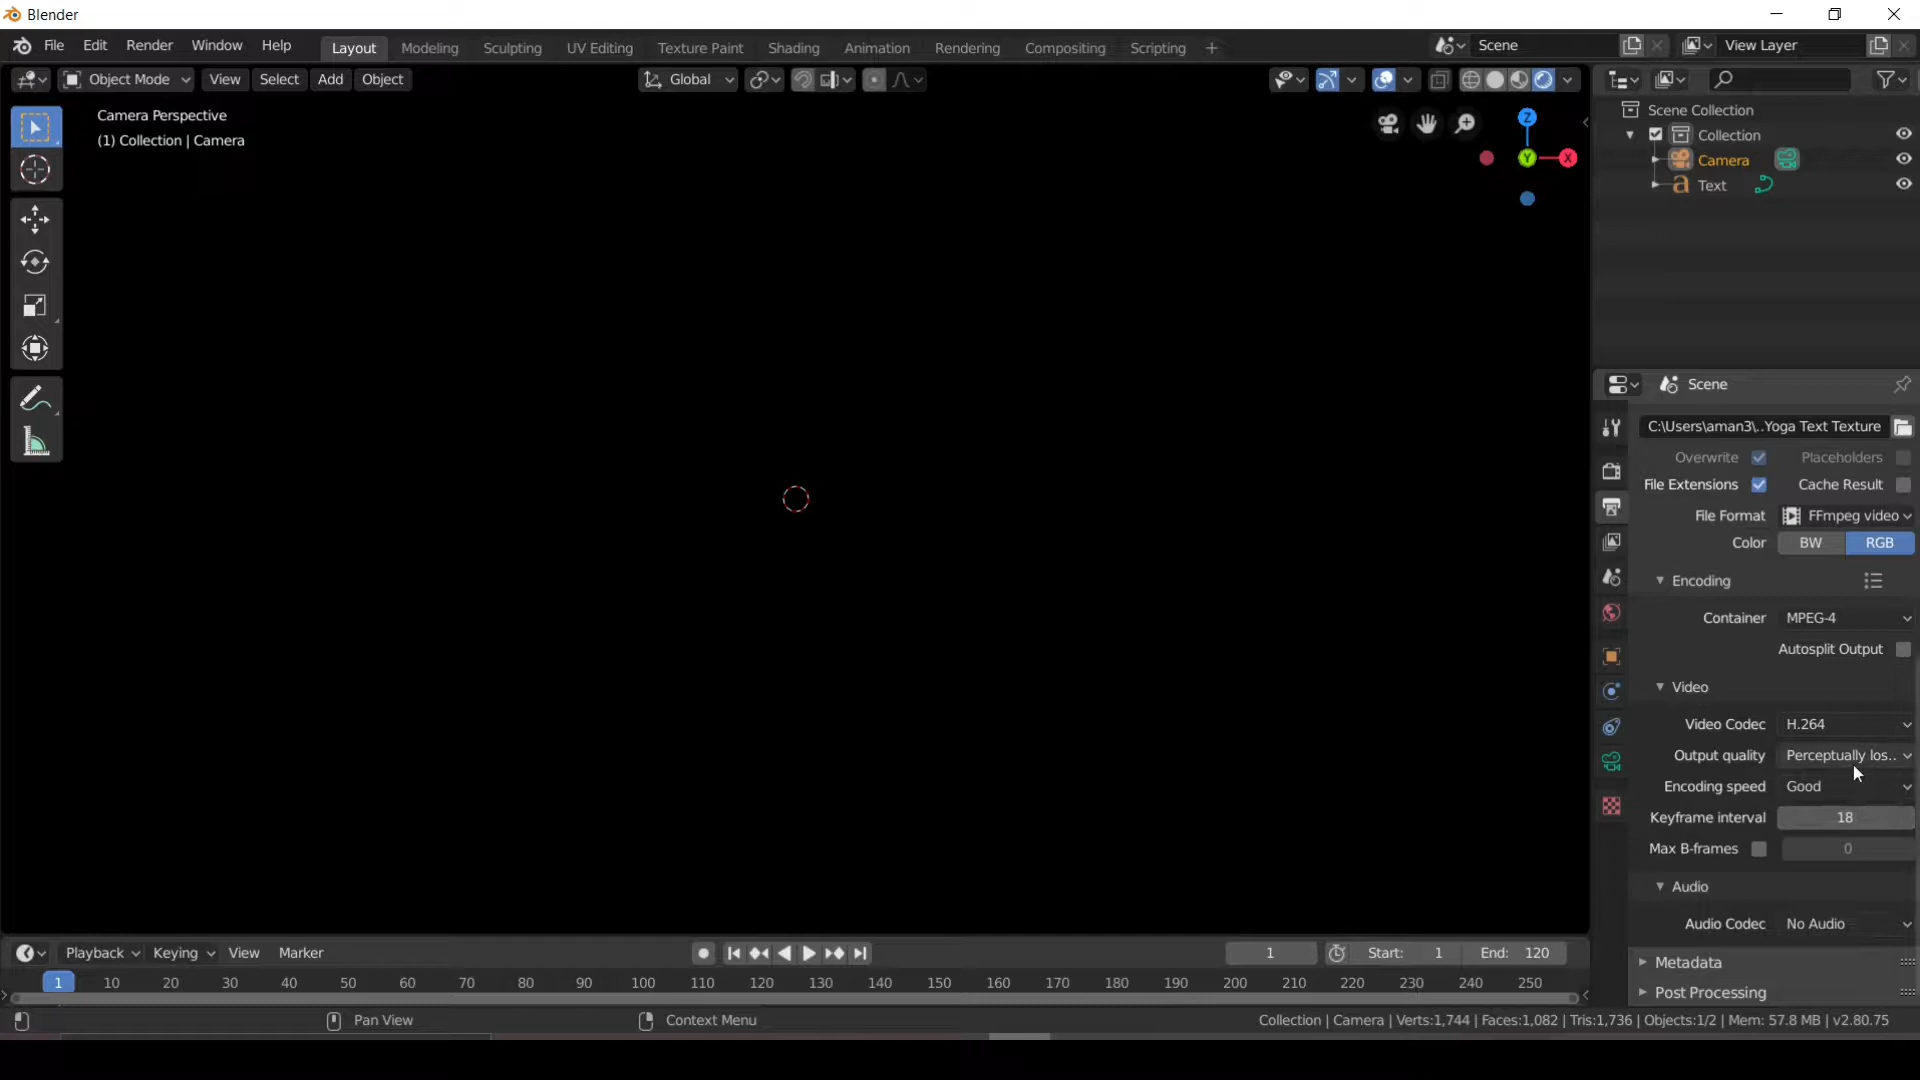 Blender
File Edit Render Window Help Layout Modeling Sculpting UV Editing Texture Paint Shading Animation Rendering Compositing Scripting + Scene View Layer
Object Mode View Select Add Object Global
Camera Perspective
(1) Collection | Camera
Z
Y
X
Scene Collection
Collection
Camera
Text
Scene
C:\Users\aman3\..Yoga Text Texture
Overwrite Placeholders
File Extensions Cache Result
File Format FFmpeg video
Color BW RGB
Encoding
Container MPEG-4
Autosplit Output
Video
Video Codec H.264
Output quality Perceptually los..
Encoding speed Good
Keyframe interval 18
Max B-frames 0
Audio
Audio Codec No Audio
Metadata
Post Processing
Playback Keying View Marker 1 Start: 1 End: 120
1 10 20 30 40 50 60 70 80 90 100 110 120 130 140 150 160 170 180 190 200 210 220 230 240 250
Pan View Context Menu Collection | Camera | Verts:1,744 | Faces:1,082 | Tris:1,736 | Objects:1/2 | Mem: 57.8 MB | v2.80.75